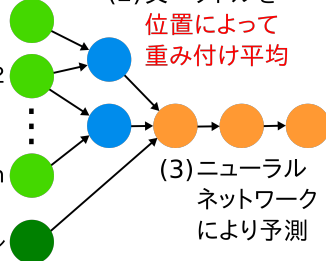 位置によって
重み付け平均
2
(3)ニューラル
ネットワーク
により予測